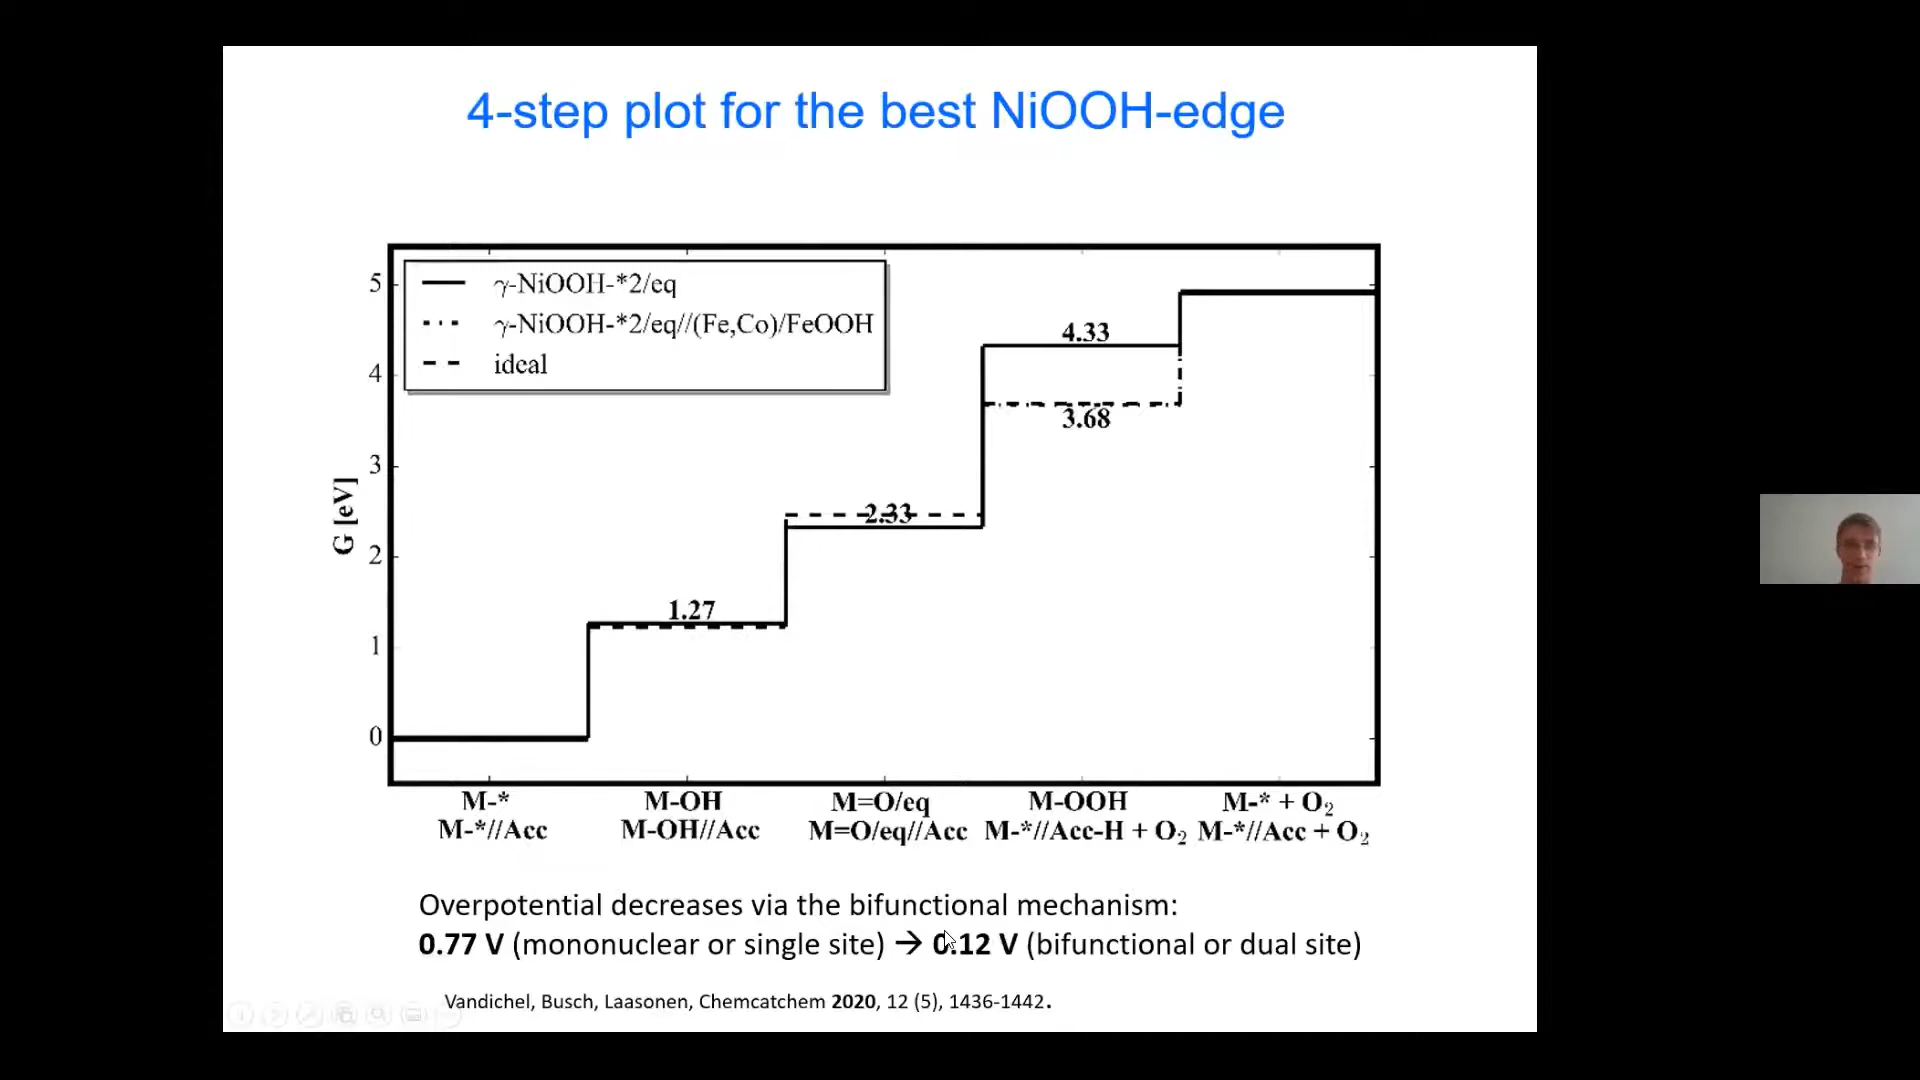 4-step plot for the best NiOOH-edge
γ-NiOOH-*2/eq
γ-NiOOH-*2/eq//(Fe,Co)/FeOOH
ideal
G [eV]
5
4
3
2
1
0
4.33
3.68
2.33
1.27
M-* M-OH M=O/eq M-OOH M-* + O₂
M-*//Acc M-OH//Acc M=O/eq//Acc M-*//Acc-H + O₂ M-*//Acc + O₂
Overpotential decreases via the bifunctional mechanism:
0.77 V (mononuclear or single site) → 0.12 V (bifunctional or dual site)
Vandichel, Busch, Laasonen, Chemcatchem 2020, 12 (5), 1436-1442.